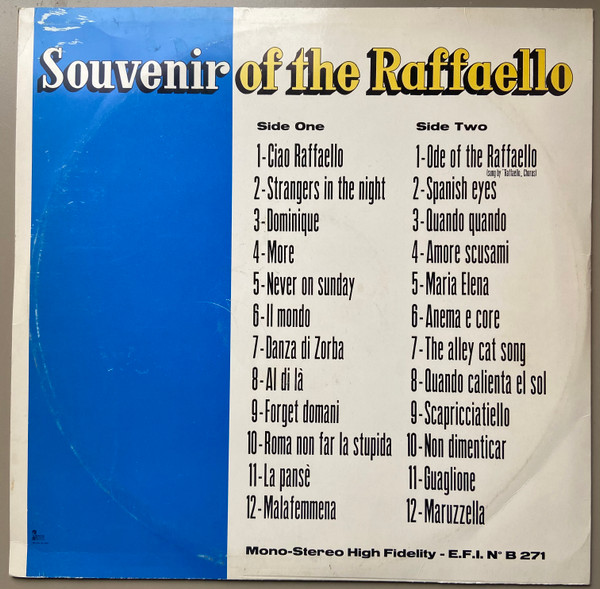 Souvenir of the Raffaello
Side One
1-Ciao Raffaello
2-Strangers in the night
3-Dominique
4-More
5-Never on sunday
6-Il mondo
7-Danza di Zorba
8-Al di là
9-Forget domani
10-Roma non far la stupida
11-La pansè
12-Malafemmena
Side Two
1-Ode of the Raffaello
(sung by "Raffaello„ Chorus)
2-Spanish eyes
3-Quando quando
4-Amore scusami
5-Maria Elena
6-Anema e core
7-The alley cat song
8-Quando calienta el sol
9-Scapricciatiello
10-Non dimenticar
11-Guaglione
12-Maruzzella
Mono-Stereo High Fidelity - E.F.I. N° B 271